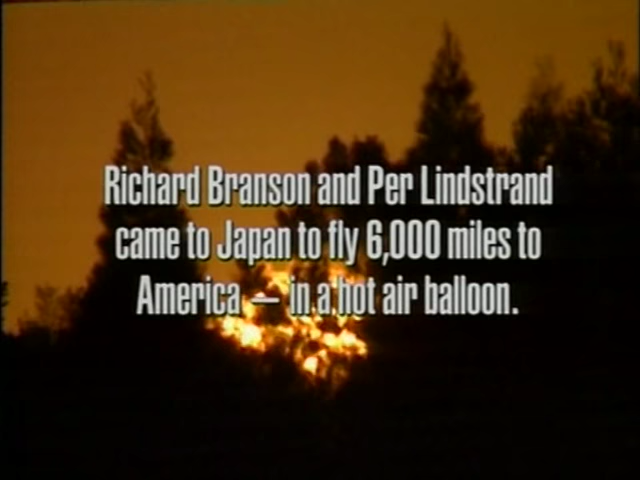 Richard Branson and Per Lindstrand
came to Japan to fly 6,000 miles to
America — in a hot air balloon.